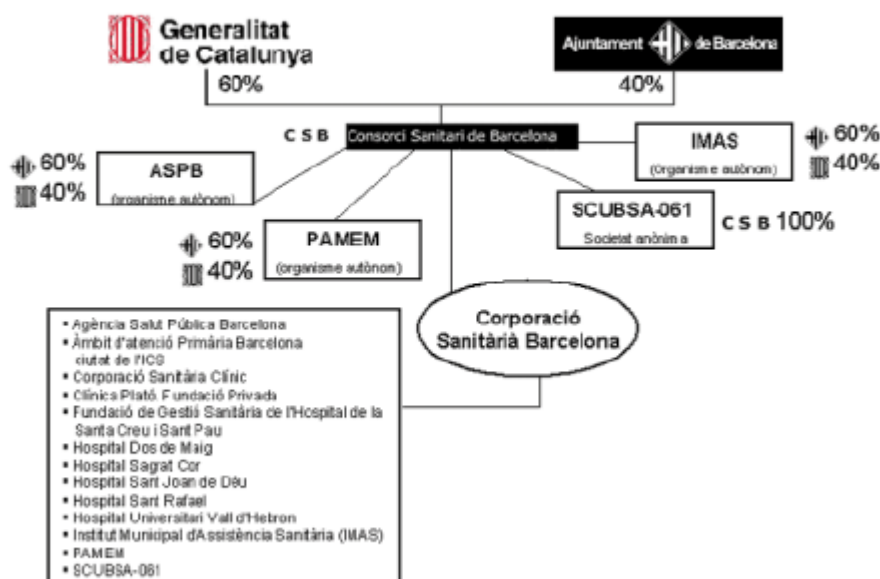 Generalitat
de Catalunya
Ajuntament de Barcelona
60%
40%
C S B Consorci Sanitari de Barcelona
60%
40%
ASPB
(organisme autònom)
IMAS
(Organisme autònom)
60%
40%
60%
40%
PAMEM
(organisme autònom)
SCUBSA-061
Societat anònima
C S B 100%
Corporació
Sanitàrià Barcelona
▪ Agència Salut Pública Barcelona
▪ Àmbit d'atenció Primària Barcelona
ciutat de l'ICS
▪ Corporació Sanitària Clínic
▪ Clínica Plató. Fundació Privada
▪ Fundació de Gestió Sanitària de l'Hospital de la
Santa Creu i Sant Pau
▪ Hospital Dos de Maig
▪ Hospital Sagrat Cor
▪ Hospital Sant Joan de Déu
▪ Hospital Sant Rafael
▪ Hospital Universitari Vall d'Hebron
▪ Institut Municipal d'Assistència Sanitària (IMAS)
▪ PAMEM
▪ SCUBSA-061